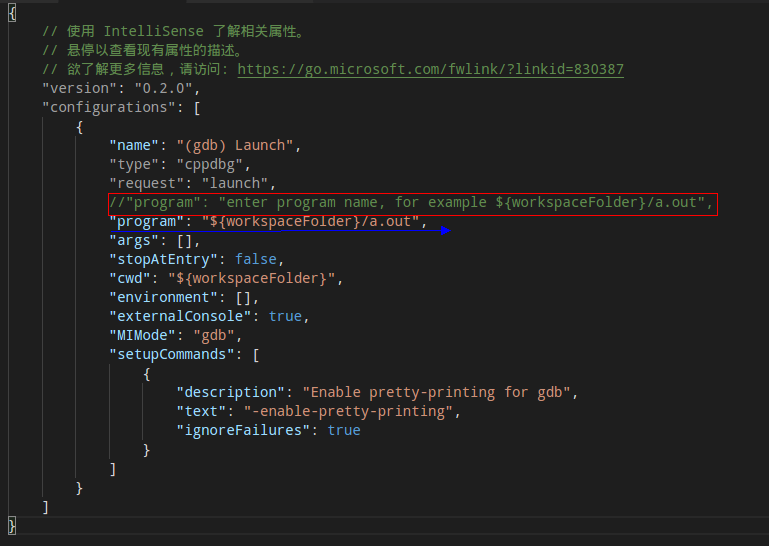 {
// 使用 IntelliSense 了解相关属性。
// 悬停以查看现有属性的描述。
// 欲了解更多信息，请访问: https://go.microsoft.com/fwlink/?linkid=830387
"version": "0.2.0",
"configurations": [
{
"name": "(gdb) Launch",
"type": "cppdbg",
"request": "launch",
//"program": "enter program name, for example ${workspaceFolder}/a.out",
"program": "${workspaceFolder}/a.out",
"args": [],
"stopAtEntry": false,
"cwd": "${workspaceFolder}",
"environment": [],
"externalConsole": true,
"MIMode": "gdb",
"setupCommands": [
{
"description": "Enable pretty-printing for gdb",
"text": "-enable-pretty-printing",
"ignoreFailures": true
}
]
}
]
}